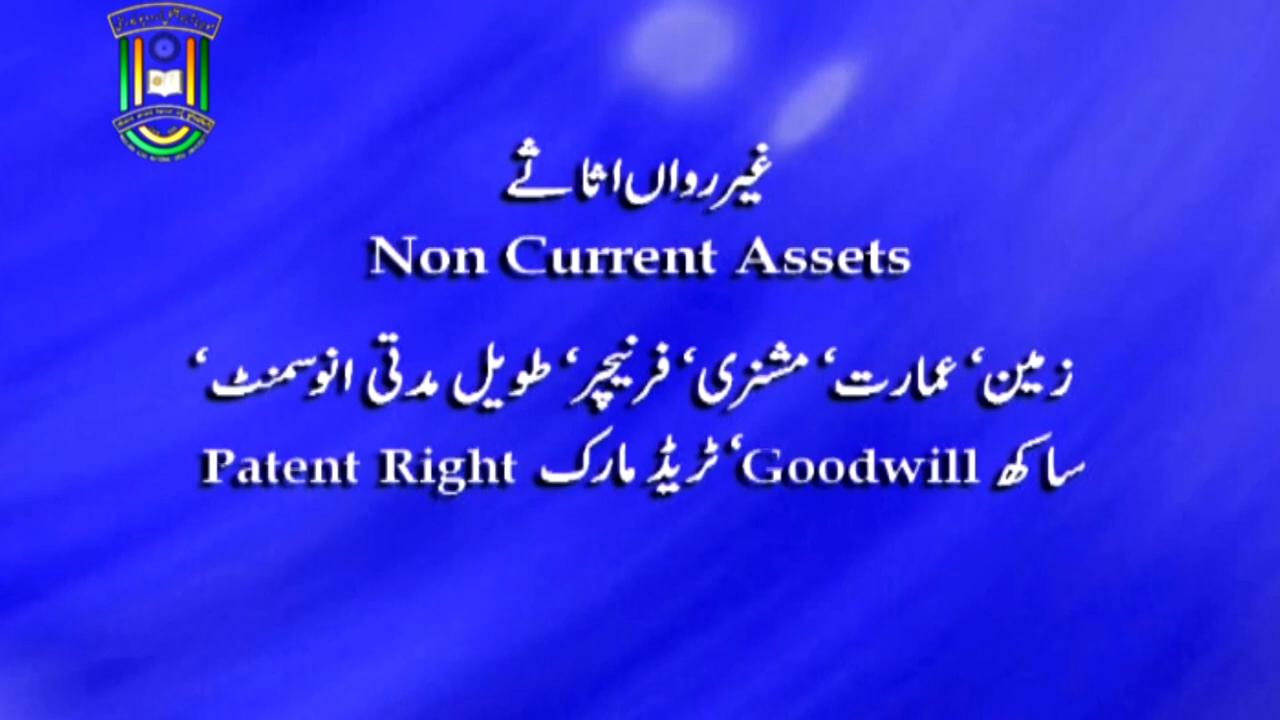 غیر رواں اثاثے
Non Current Assets
زمین، عمارت، مشنری، فرنیچر، طویل مدتی انوسمنٹ،
ساکھ Goodwill، ٹریڈ مارک Patent Right